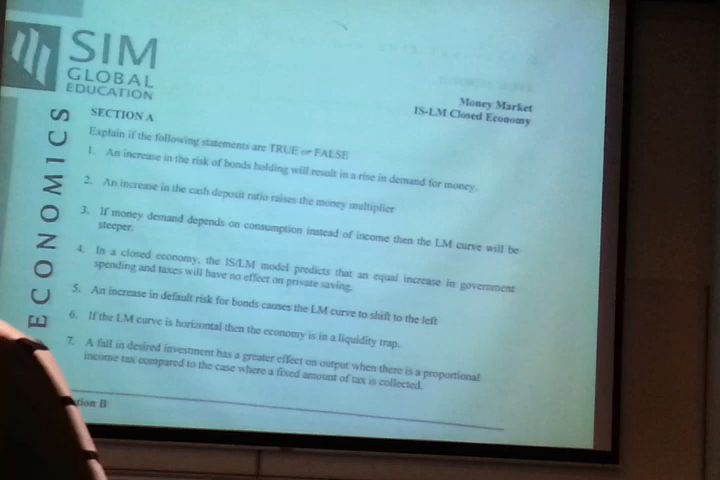 SIM
GLOBAL
EDUCATION
ECONOMICS
Money Market
IS-LM Closed Economy
SECTION A
Explain if the following statements are TRUE or FALSE
1. An increase in the risk of bonds holding will result in a rise in demand for money.
2. An increase in the cash deposit ratio raises the money multiplier
3. If money demand depends on consumption instead of income then the LM curve will be
steeper.
4. In a closed economy, the IS/LM model predicts that an equal increase in government
spending and taxes will have no effect on private saving.
5. An increase in default risk for bonds causes the LM curve to shift to the left
6. If the LM curve is horizontal then the economy is in a liquidity trap.
7. A fall in desired investment has a greater effect on output when there is a proportional
income tax compared to the case where a fixed amount of tax is collected.
tion B